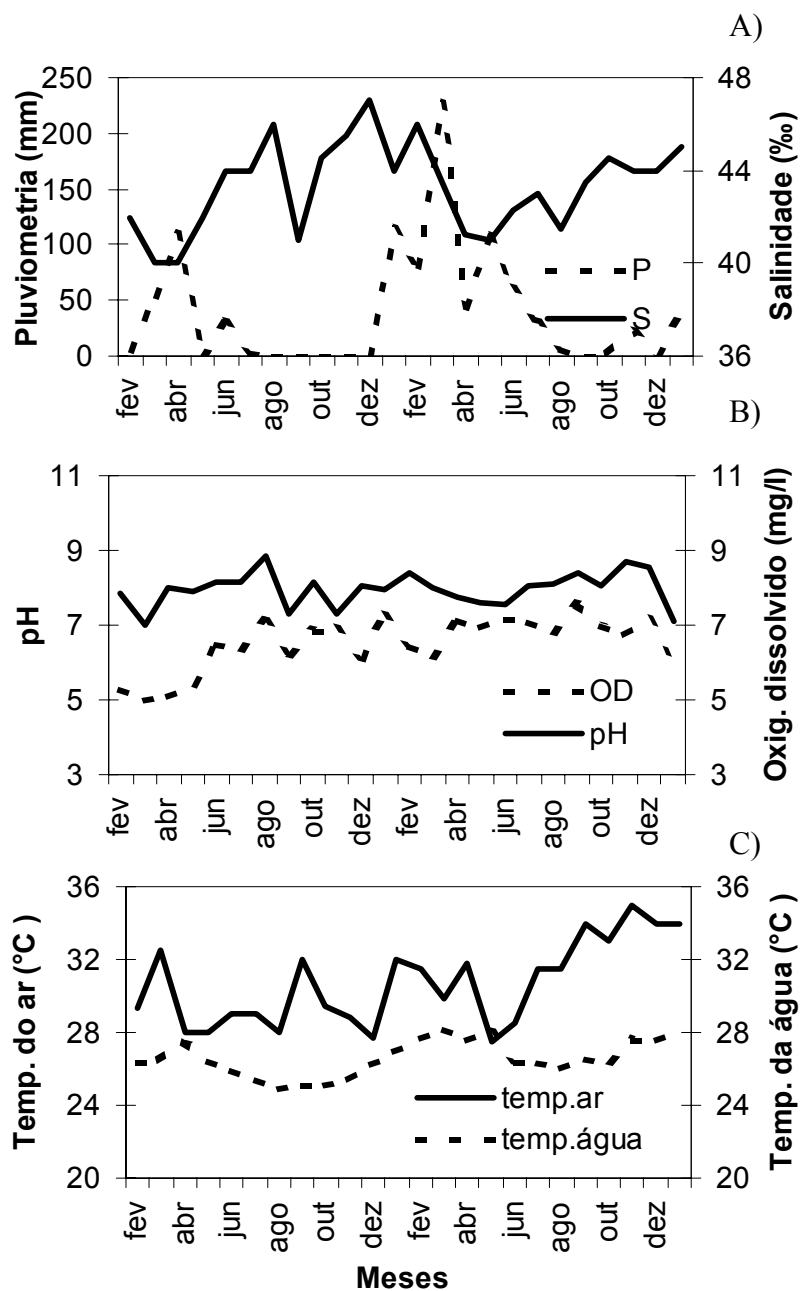 A)
Pluviometria (mm)
250
200
150
100
50
0
48
44
40
36
Salinidade (‰)
P
S
fev abr jun ago out dez fev abr jun ago out dez
B)
pH
11
9
7
5
3
11
9
7
5
3
Oxig. dissolvido (mg/l)
OD
pH
fev abr jun ago out dez fev abr jun ago out dez
C)
Temp. do ar (°C )
36
32
28
24
20
36
32
28
24
20
Temp. da água (°C)
temp.ar
temp.água
fev abr jun ago out dez fev abr jun ago out dez
Meses